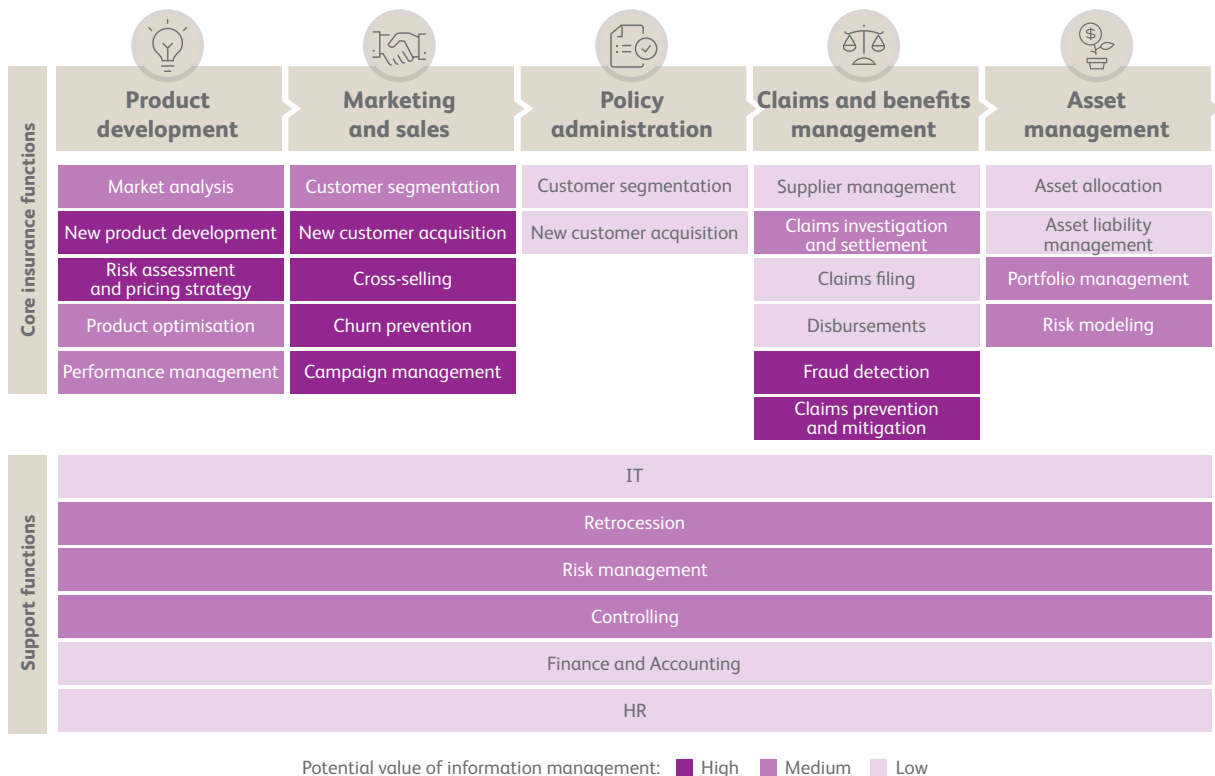 Core insurance functions
Product
development
Marketing
and sales
Policy
administration
Claims and benefits
management
Asset
management
Market analysis
New product development
Risk assessment
and pricing strategy
Product optimisation
Performance management
Customer segmentation
New customer acquisition
Cross-selling
Churn prevention
Campaign management
Customer segmentation
New customer acquisition
Supplier management
Claims investigation
and settlement
Claims filing
Disbursements
Fraud detection
Claims prevention
and mitigation
Asset allocation
Asset liability
management
Portfolio management
Risk modeling
Support functions
IT
Retrocession
Risk management
Controlling
Finance and Accounting
HR
Potential value of information management: High Medium Low